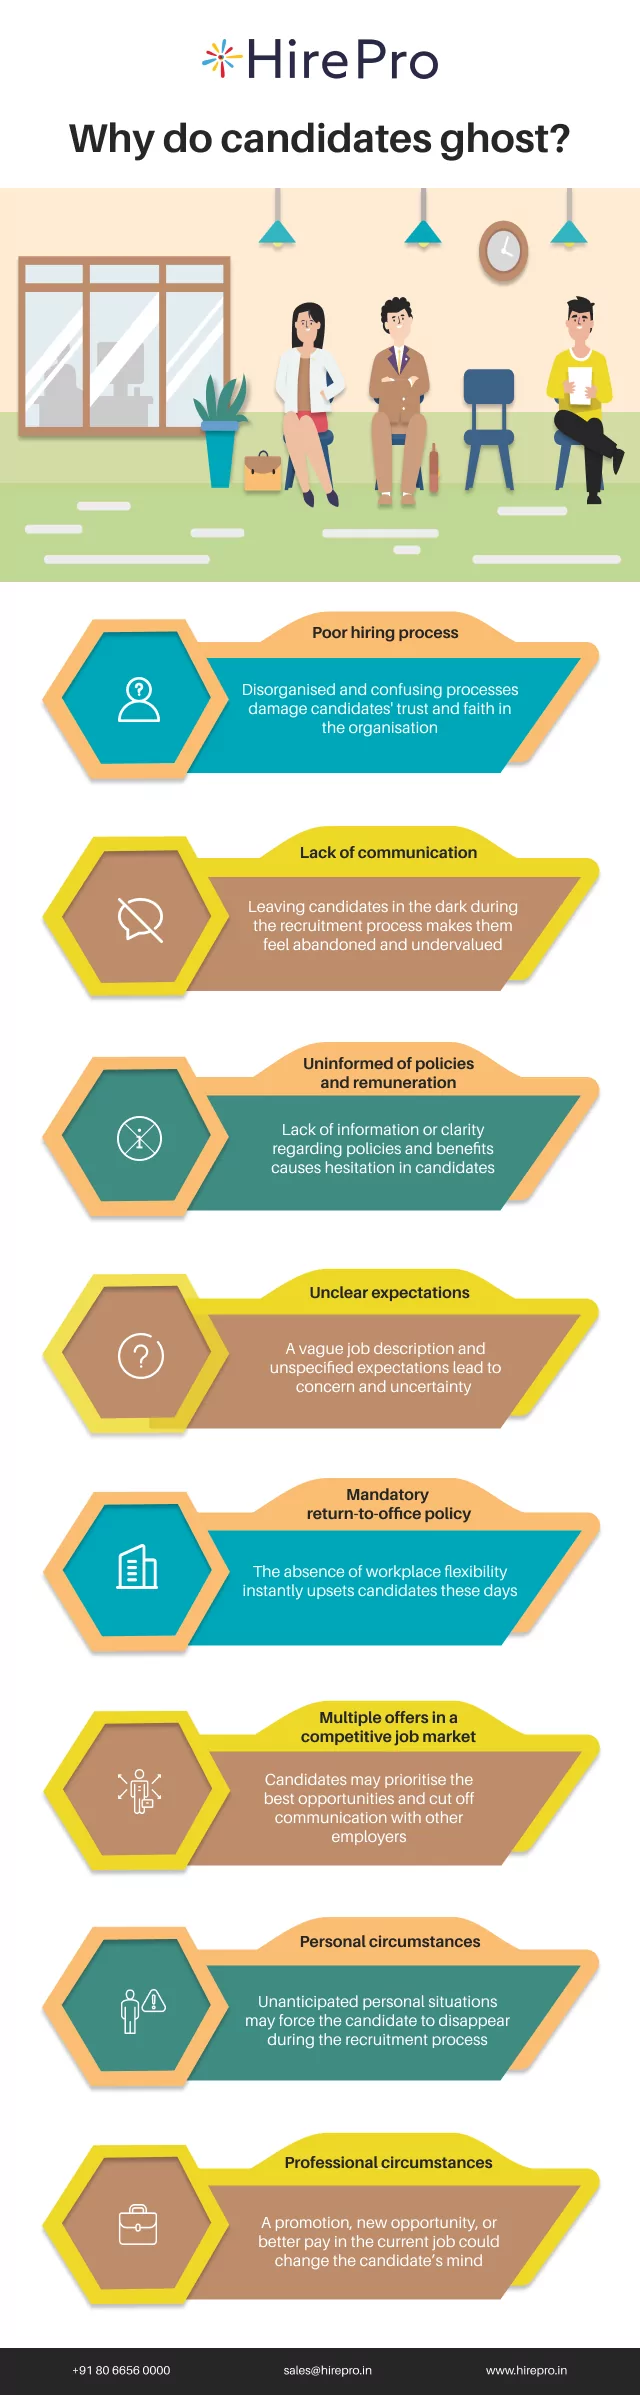 HirePro
Why do candidates ghost?
Poor hiring process
Disorganised and confusing processes
damage candidates' trust and faith in
the organisation
Lack of communication
Leaving candidates in the dark during
the recruitment process makes them
feel abandoned and undervalued
Uninformed of policies
and remuneration
Lack of information or clarity
regarding policies and benefits
causes hesitation in candidates
Unclear expectations
A vague job description and
unspecified expectations lead to
concern and uncertainty
Mandatory
return-to-office policy
The absence of workplace flexibility
instantly upsets candidates these days
Multiple offers in a
competitive job market
Candidates may prioritise the
best opportunities and cut off
communication with other
employers
Personal circumstances
Unanticipated personal situations
may force the candidate to disappear
during the recruitment process
Professional circumstances
A promotion, new opportunity, or
better pay in the current job could
change the candidate’s mind
+91 80 6656 0000 sales@hirepro.in www.hirepro.in